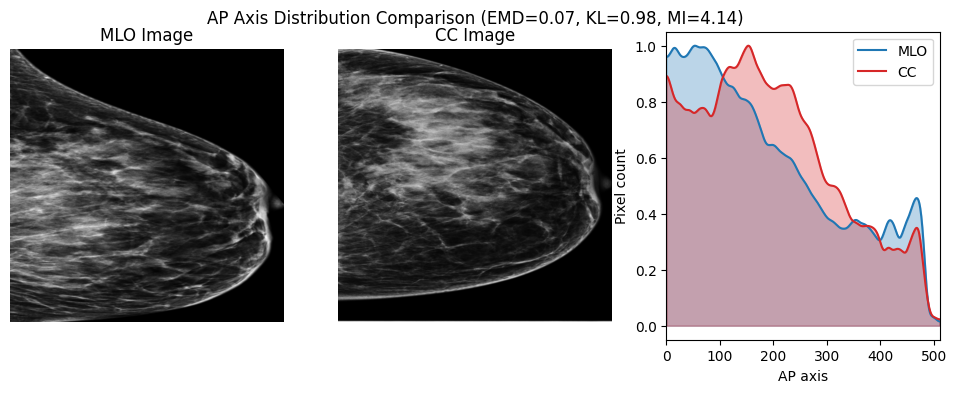 AP Axis Distribution Comparison (EMD=0.07, KL=0.98, MI=4.14)
MLO Image
CC Image
MLO
CC
1.0
0.8
0.6
0.4
0.2
0.0
Pixel count
0 100 200 300 400 500
AP axis